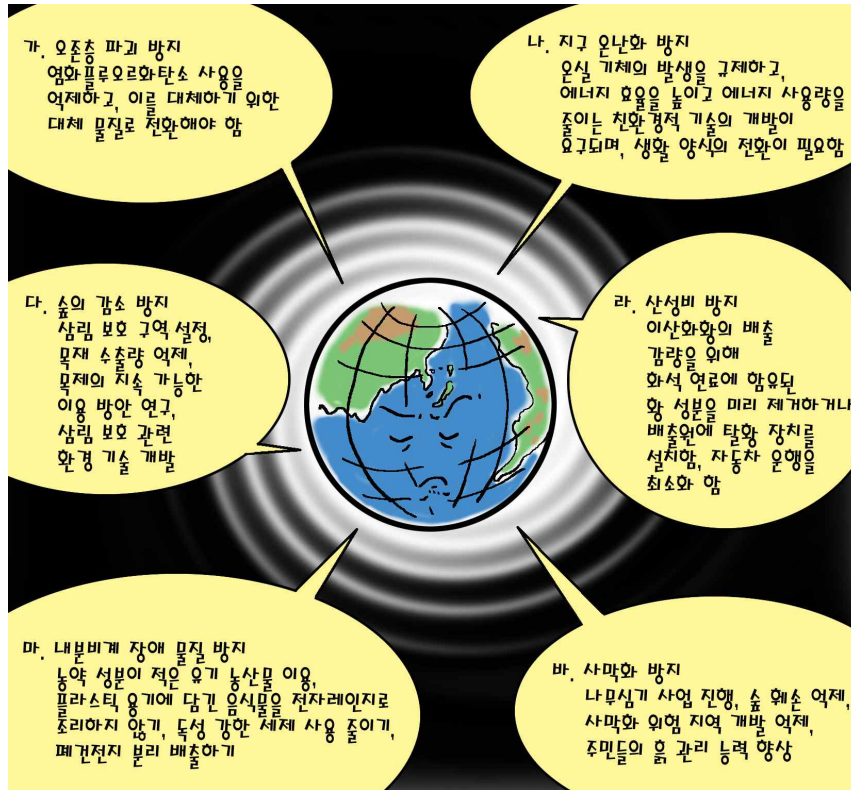 가. 오존층 파괴 방지
염화플루오르화탄소 사용을
억제하고, 이를 대체하기 위한
대체 물질로 전환해야 함
나. 지구 온난화 방지
온실 기체의 발생을 규제하고,
에너지 효율을 높이고 에너지 사용량을
줄이는 친환경적 기술의 개발이
요구되며, 생활 양식의 전환이 필요함
다. 숲의 감소 방지
삼림 보호 구역 설정,
목재 수출량 억제,
목제의 지속 가능한
이용 방안 연구,
삼림 보호 관련
환경 기술 개발
라. 산성비 방지
이산화황의 배출
감량을 위해
화석 연료에 함유된
황 성분을 미리 제거하거나
배출원에 탈황 장치를
설치함, 자동차 운행을
최소화 함
마. 내분비계 장애 물질 방지
농약 성분이 적은 유기 농산물 이용,
플라스틱 용기에 담긴 음식물을 전자레인지로
조리하지 않기, 독성 강한 세제 사용 줄이기,
폐건전지 분리 배출하기
바. 사막화 방지
나무심기 사업 진행, 숲 훼손 억제,
사막화 위험 지역 개발 억제,
주민들의 흙 관리 능력 향상